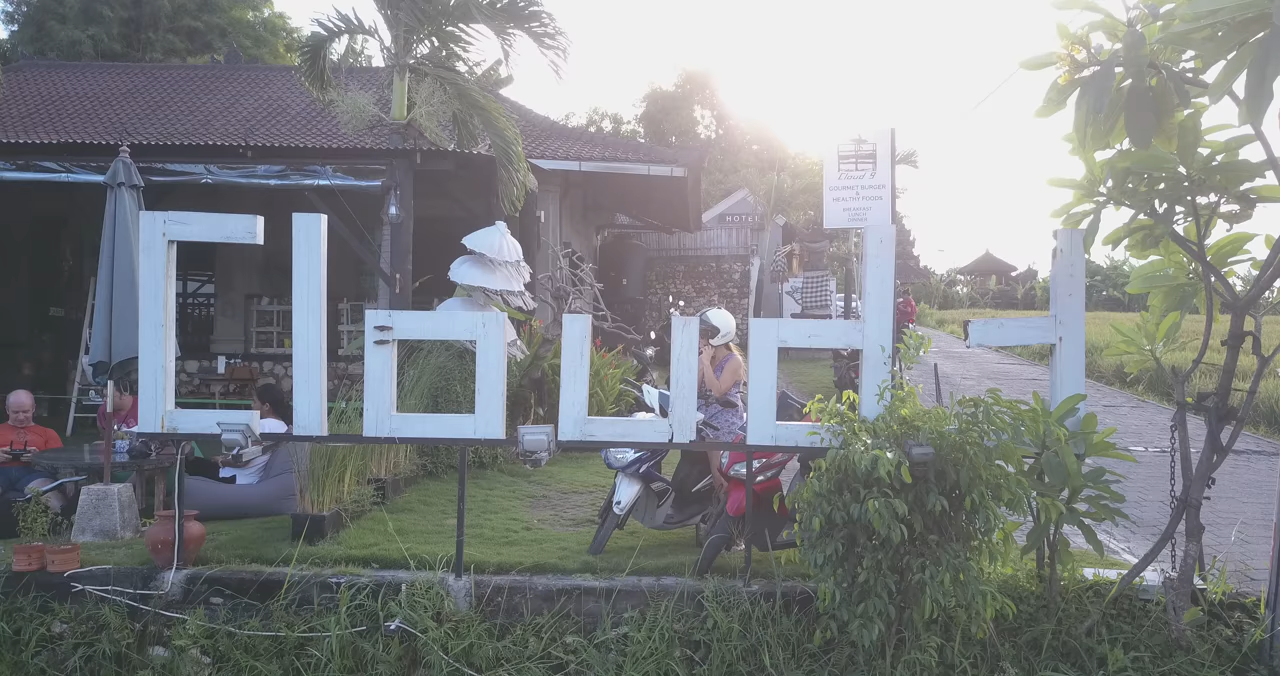 Cloud
HOTEL
Cloud 9
GOURMET BURGER
&
HEALTHY FOODS
BREAKFAST
LUNCH
DINNER